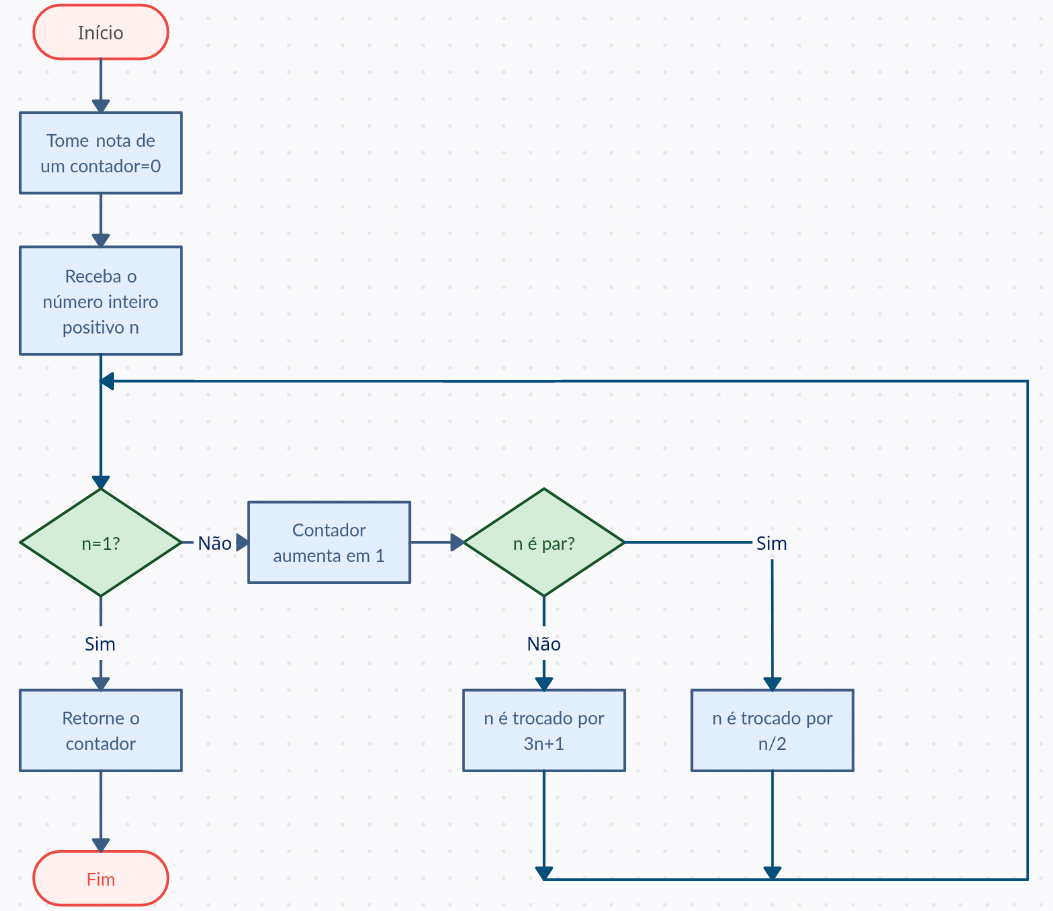 Início
Tome nota de
um contador=0
Receba o
número inteiro
positivo n
n=1?
Não
Contador
aumenta em 1
n é par?
Sim
Sim
Não
Retorne o
contador
n é trocado por
3n+1
n é trocado por
n/2
Fim